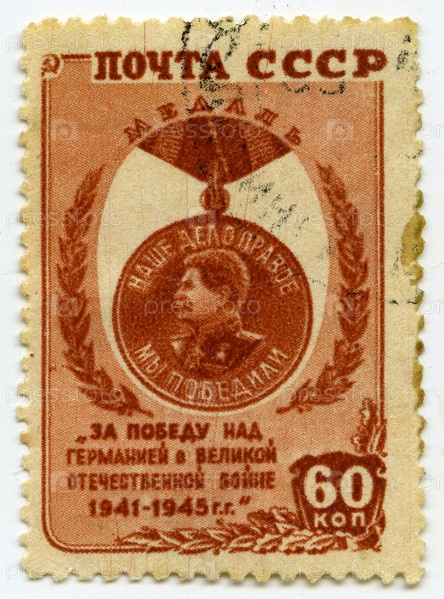 ПОЧТА СССР
МЕДАЛЬ
НАШЕ ДЕЛО ПРАВОЕ
МЫ ПОБЕДИЛИ
„ЗА ПОБЕДУ НАД
ГЕРМАНИЕЙ В ВЕЛИКОЙ
ОТЕЧЕСТВЕННОЙ ВОЙНЕ
1941-1945 г.г."
60
КОП
pressfoto